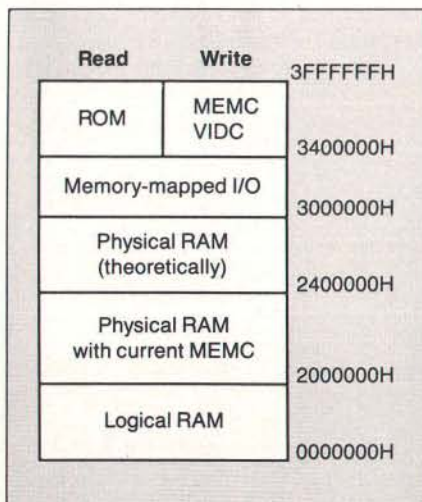 Read Write
3FFFFFFH
ROM
MEMC
VIDC
3400000H
Memory-mapped I/O
3000000H
Physical RAM
(theoretically)
2400000H
Physical RAM
with current MEMC
2000000H
Logical RAM
0000000H